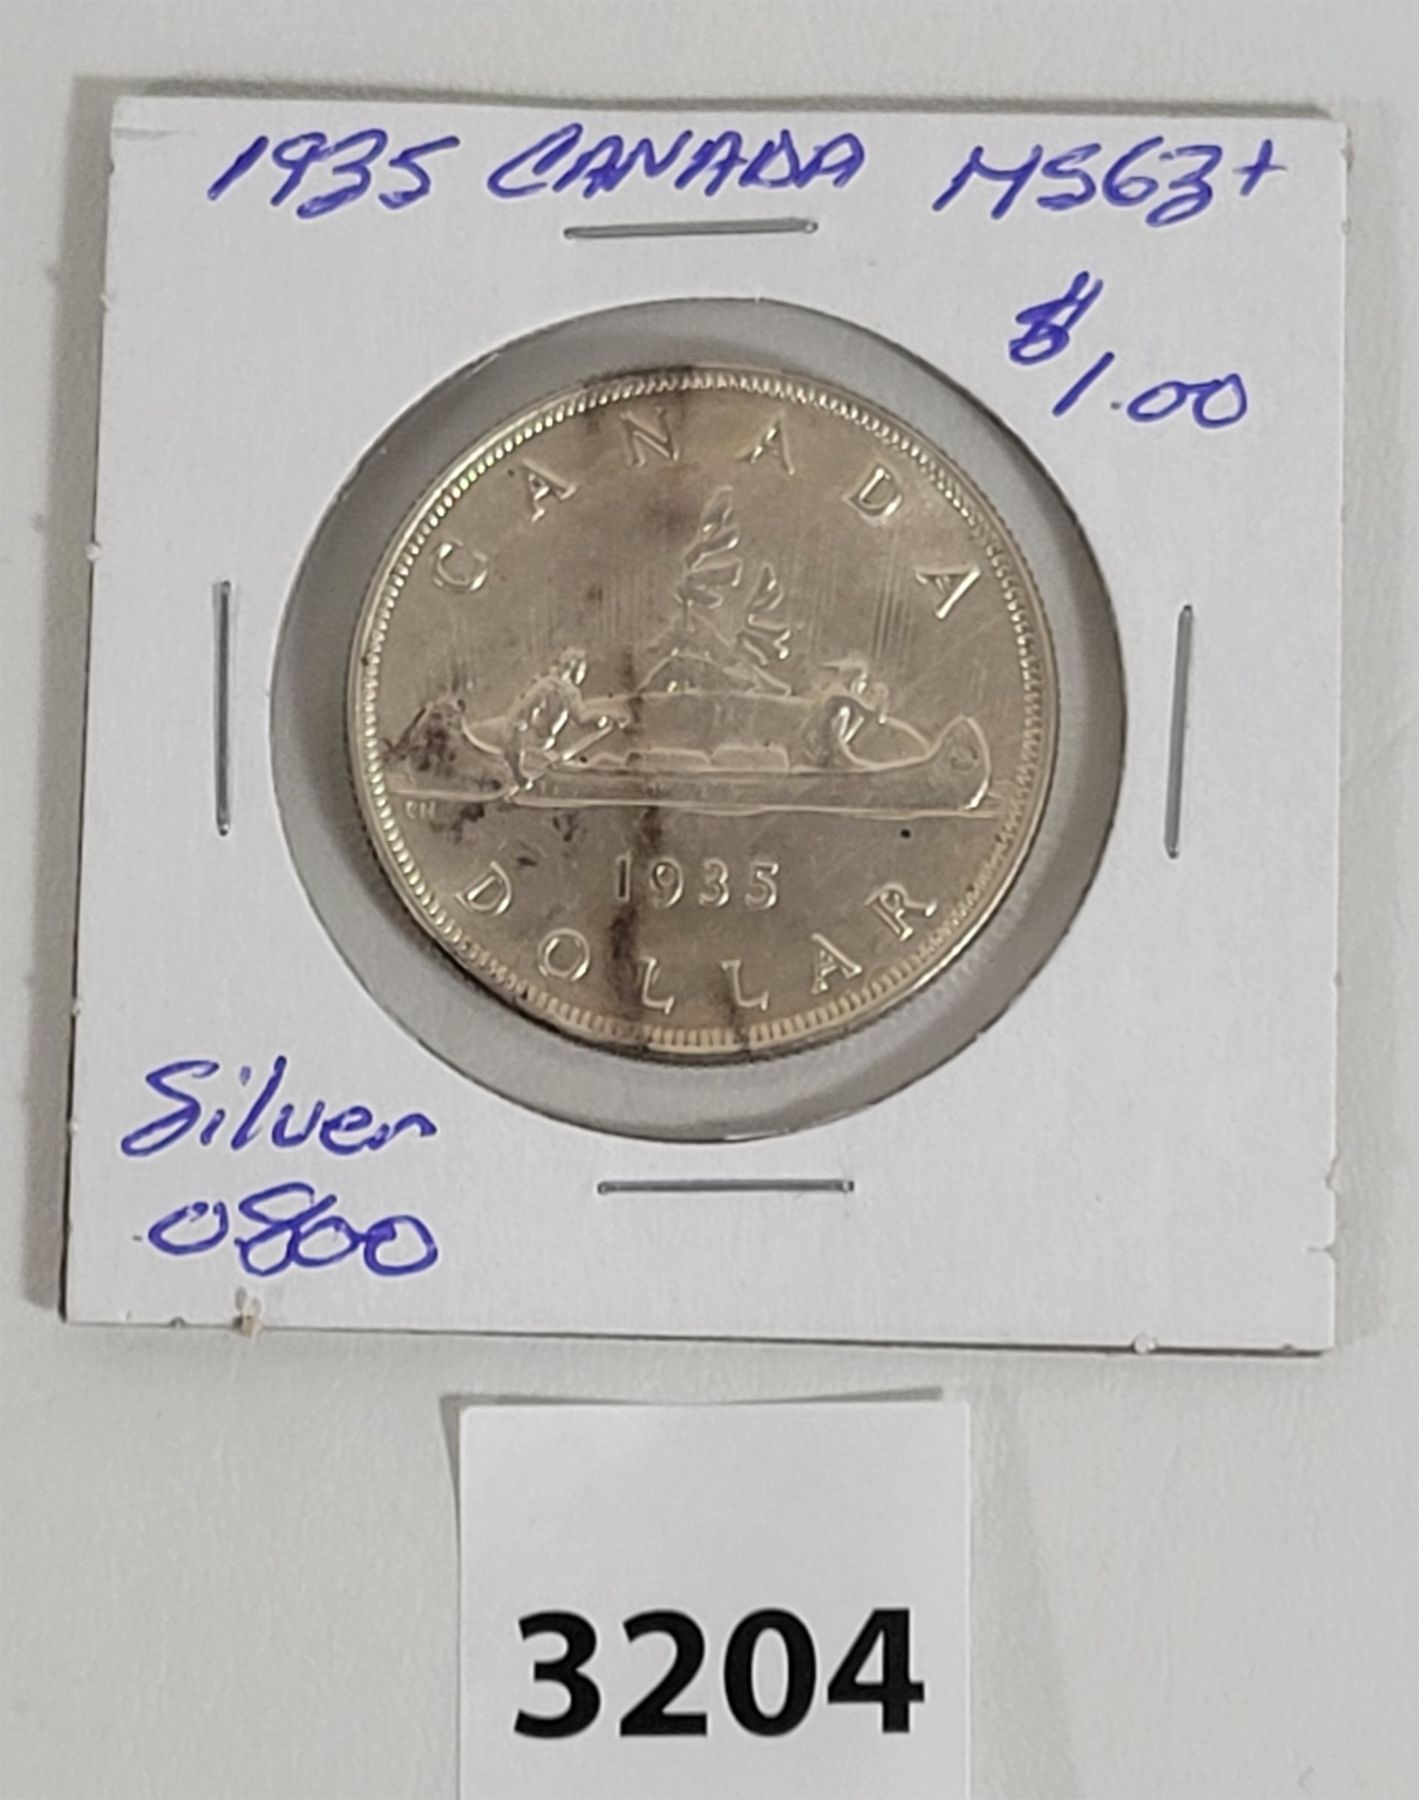 1935 CANADA MS63+
$1.00
CANADA
1935
DOLLAR
Silver
0800
3204